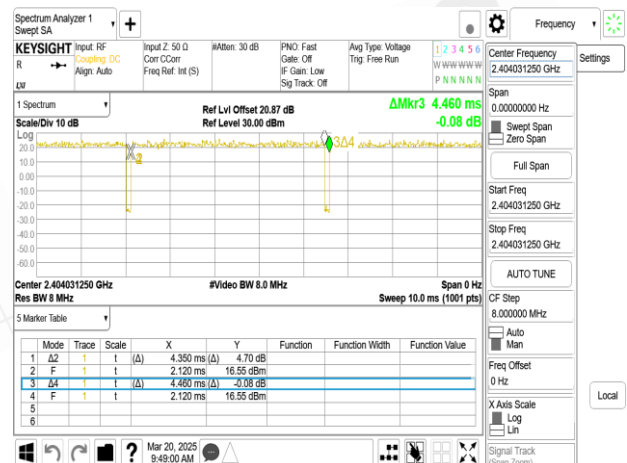 Spectrum Analyzer 1
Swept SA
Frequency
KEYSIGHT
R
LXI
Input: RF
Coupling: DC
Align: Auto
Input Z: 50 Ω
Corr CCorr
Freq Ref: Int (S)
#Atten: 30 dB
PNO: Fast
Gate: Off
IF Gain: Low
Sig Track: Off
Avg Type: Voltage
Trig: Free Run
1 2 3 4 5 6
W W W W W W
P N N N N N
Center Frequency
2.404031250 GHz
Settings
Span
0.00000000 Hz
Swept Span
Zero Span
Full Span
Start Freq
2.404031250 GHz
Stop Freq
2.404031250 GHz
AUTO TUNE
CF Step
8.000000 MHz
Auto
Man
Freq Offset
0 Hz
X Axis Scale
Log
Lin
Signal Track
(Span Zoom)
Local
1 Spectrum
Scale/Div 10 dB
Ref Lvl Offset 20.87 dB
Ref Level 30.00 dBm
ΔMkr3 4.460 ms
-0.08 dB
Log
20.0
10.0
0.00
-10.0
-20.0
-30.0
-40.0
-50.0
-60.0
2
3Δ4
Center 2.404031250 GHz
#Video BW 8.0 MHz
Span 0 Hz
Res BW 8 MHz
Sweep 10.0 ms (1001 pts)
5 Marker Table
Mode Trace Scale X Y Function Function Width Function Value
1 Δ2 1 t (Δ) 4.350 ms (Δ) 4.70 dB
2 F 1 t 2.120 ms 16.55 dBm
3 Δ4 1 t (Δ) 4.460 ms (Δ) -0.08 dB
4 F 1 t 2.120 ms 16.55 dBm
5
6
?
Mar 20, 2025
9:49:00 AM